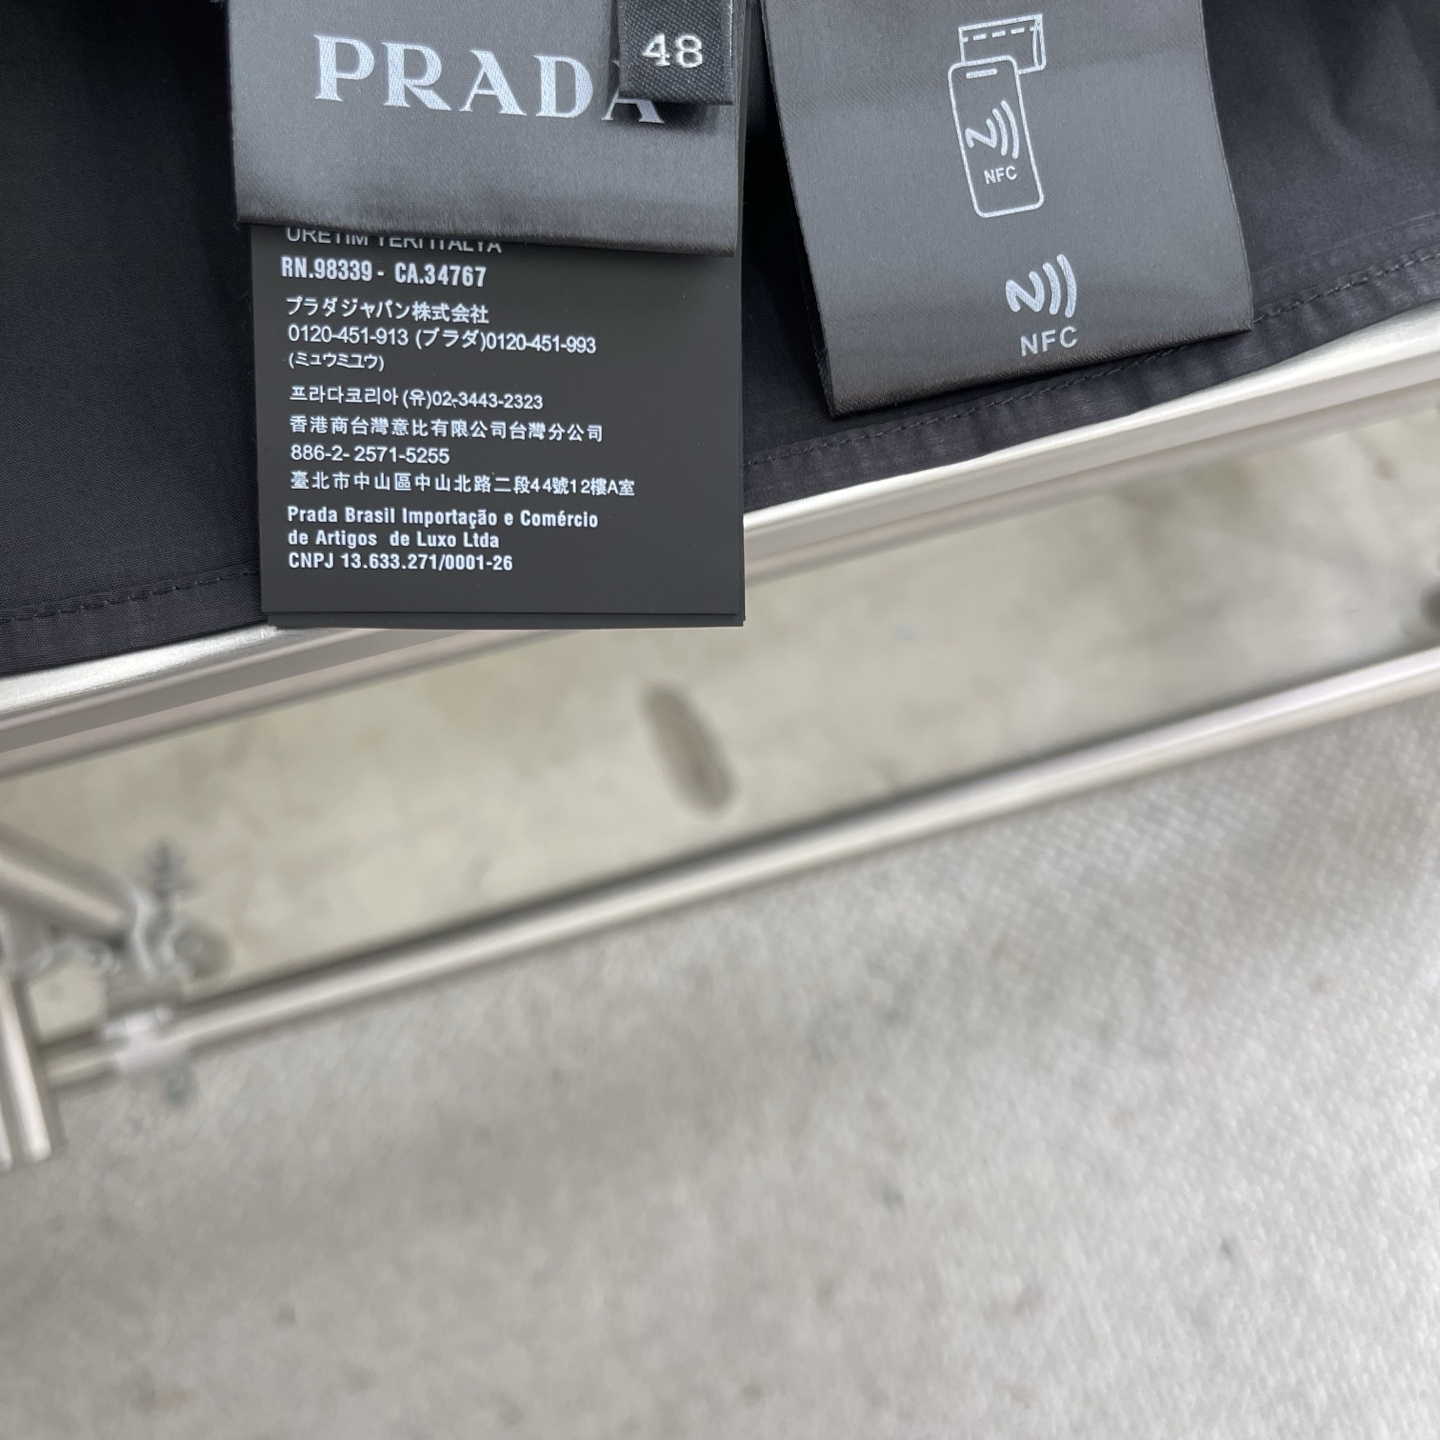 PRADA
48
NFC
NFC
ÜRETİM YERİ İTALYA
RN.98339 - CA.34767
プラダジャパン株式会社
0120-451-913 (プラダ)0120-451-993
(ミュウミユウ)
프라다코리아(유)02-3443-2323
香港商台灣意比有限公司台灣分公司
886-2- 2571-5255
臺北市中山區中山北路二段44號12樓A室
Prada Brasil Importação e Comércio
de Artigos de Luxo Ltda
CNPJ 13.633.271/0001-26